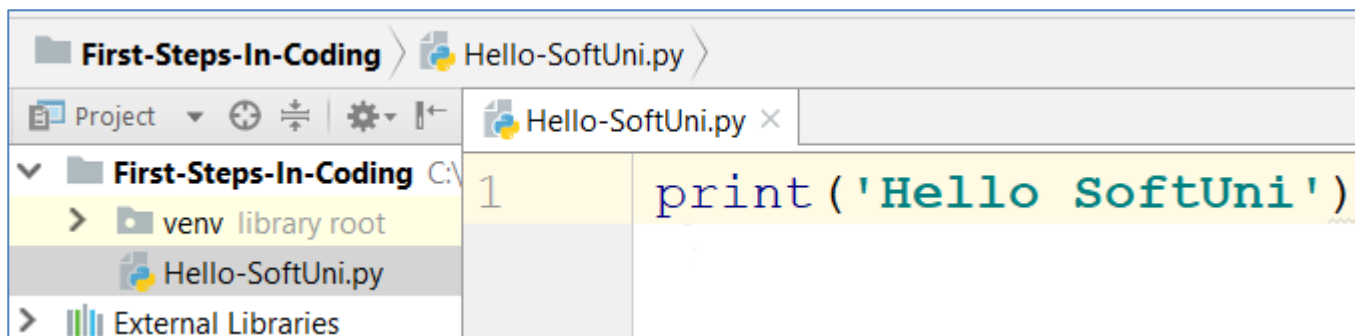 First-Steps-In-Coding Hello-SoftUni.py
Project Hello-SoftUni.py
First-Steps-In-Coding C:\
1 print('Hello SoftUni')
venv library root
Hello-SoftUni.py
External Libraries